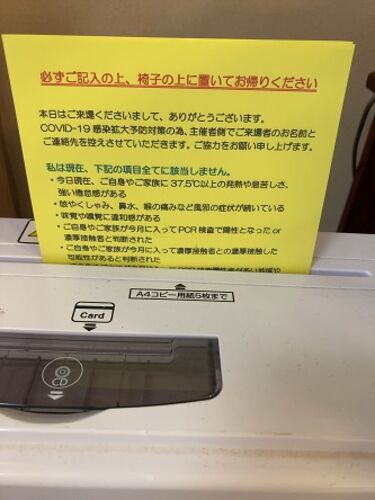 必ずご記入の上、椅子の上に置いてお帰りください
本日はご来場くださいまして、ありがとうございます。
COVID-19 感染拡大予防対策の為、主催者側でご来場者のお名前と
ご連絡先を控えさせていただきます。ご協力をお願い申し上げます。
私は現在、下記の項目全てに該当しません。
・今日現在、ご自身やご家族に 37.5℃以上の発熱や息苦しさ、
強い倦怠感がある
・咳やくしゃみ、鼻水、喉の痛みなど風邪の症状が続いている
・味覚や嗅覚に違和感がある
・ご自身やご家族が今月に入って PCR 検査で陽性となった or
濃厚接触者と判断された
・ご自身やご家族が今月に入って濃厚接触者との濃厚接触した
可能性があると判断された
A4コピー用紙5枚まで
Card
CD